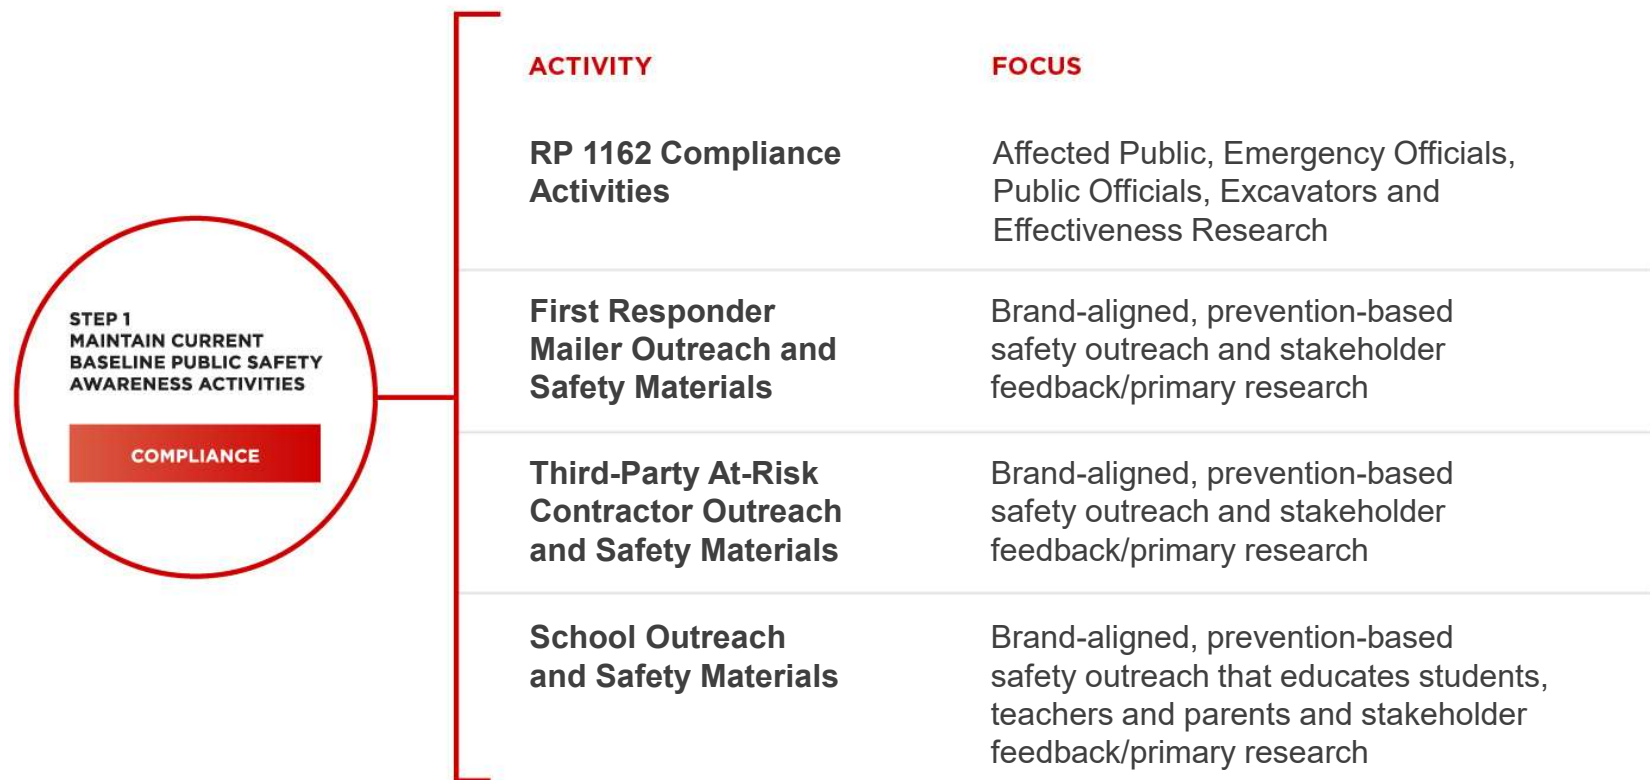 STEP 1
MAINTAIN CURRENT
BASELINE PUBLIC SAFETY
AWARENESS ACTIVITIES
COMPLIANCE
ACTIVITY
FOCUS
RP 1162 Compliance
Activities
Affected Public, Emergency Officials,
Public Officials, Excavators and
Effectiveness Research
First Responder
Mailer Outreach and
Safety Materials
Brand-aligned, prevention-based
safety outreach and stakeholder
feedback/primary research
Third-Party At-Risk
Contractor Outreach
and Safety Materials
Brand-aligned, prevention-based
safety outreach and stakeholder
feedback/primary research
School Outreach
and Safety Materials
Brand-aligned, prevention-based
safety outreach that educates students,
teachers and parents and stakeholder
feedback/primary research